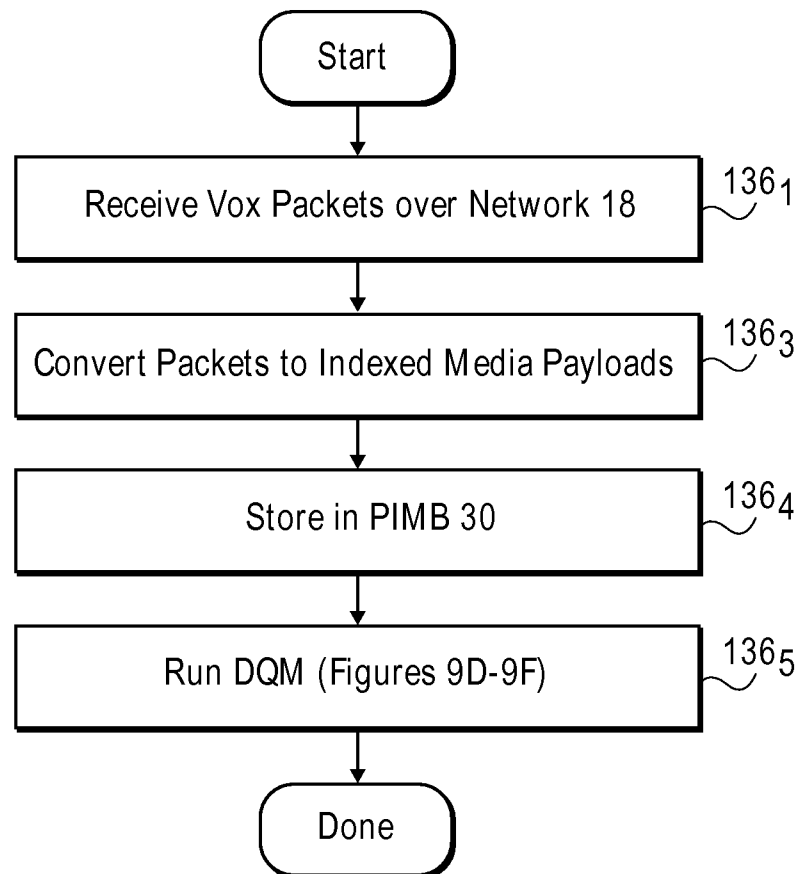 Start
Receive Vox Packets over Network 18
136₁
Convert Packets to Indexed Media Payloads
136₃
Store in PIMB 30
136₄
Run DQM (Figures 9D-9F)
136₅
Done